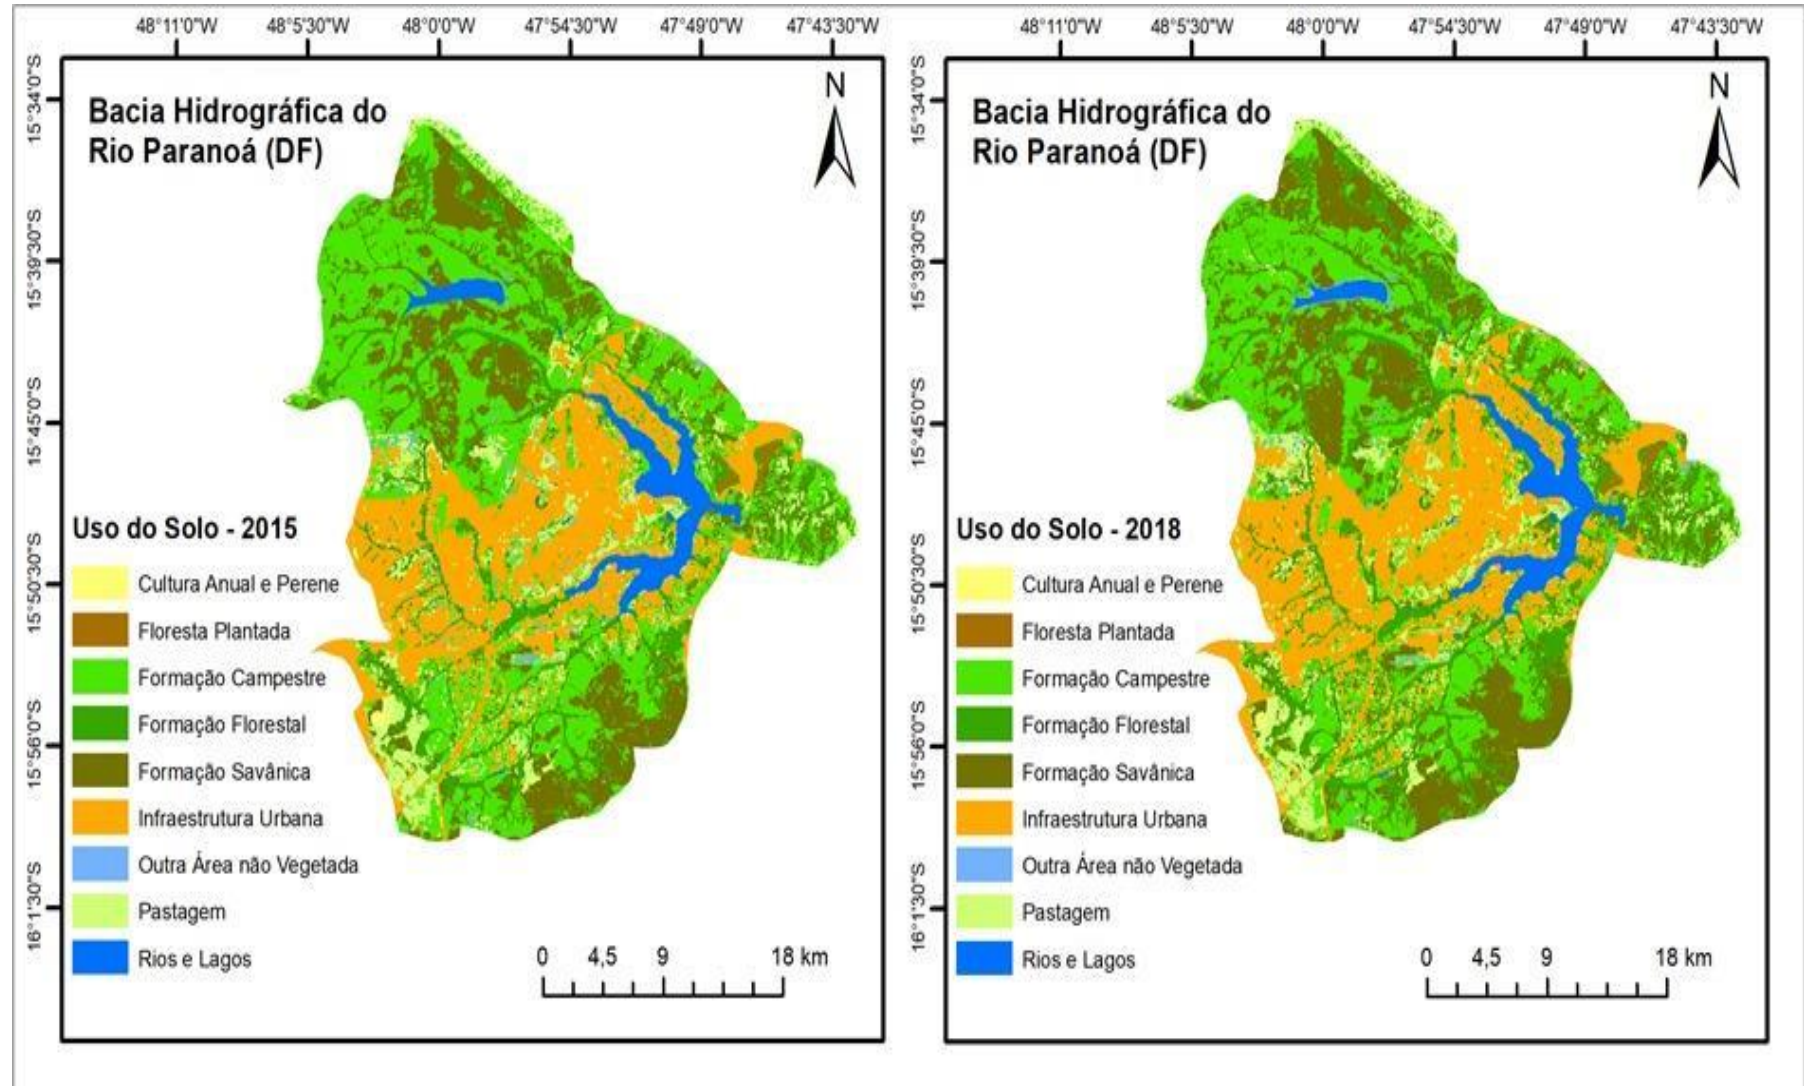 48°11'0"W 48°5'30"W 48°0'0"W 47°54'30"W 47°49'0"W 47°43'30"W
15°34'0"S
15°39'30"S
15°45'0"S
15°50'30"S
15°56'0"S
16°1'30"S
Bacia Hidrográfica do
Rio Paranoá (DF)
N
Uso do Solo - 2015
Cultura Anual e Perene
Floresta Plantada
Formação Campestre
Formação Florestal
Formação Savânica
Infraestrutura Urbana
Outra Área não Vegetada
Pastagem
Rios e Lagos
0 4,5 9 18 km
48°11'0"W 48°5'30"W 48°0'0"W 47°54'30"W 47°49'0"W 47°43'30"W
15°34'0"S
15°39'30"S
15°45'0"S
15°50'30"S
15°56'0"S
16°1'30"S
Bacia Hidrográfica do
Rio Paranoá (DF)
N
Uso do Solo - 2018
Cultura Anual e Perene
Floresta Plantada
Formação Campestre
Formação Florestal
Formação Savânica
Infraestrutura Urbana
Outra Área não Vegetada
Pastagem
Rios e Lagos
0 4,5 9 18 km